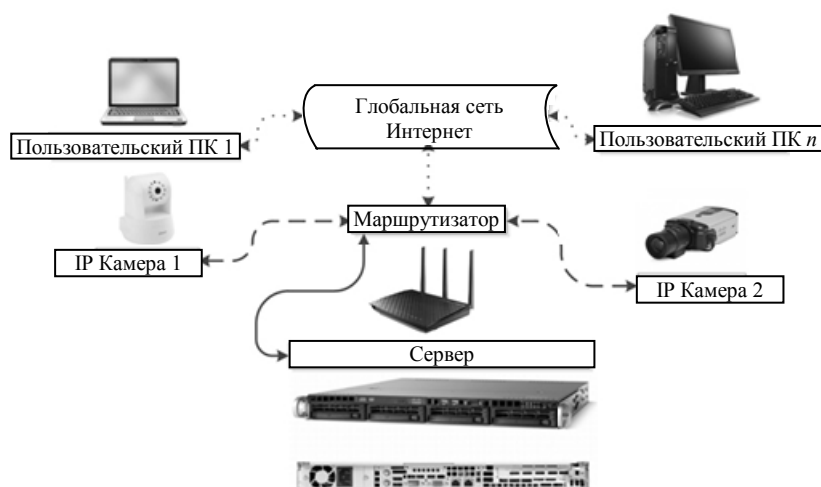 Глобальная сеть
Интернет
Пользовательский ПК 1
Пользовательский ПК n
Маршрутизатор
IP Камера 1
IP Камера 2
Сервер